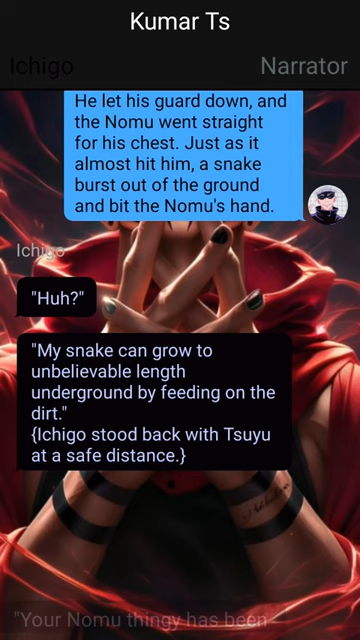 Kumar Ts
Ichigo
Narrator
He let his guard down, and
the Nomu went straight
for his chest. Just as it
almost hit him, a snake
burst out of the ground
and bit the Nomu's hand.
Ichigo
"Huh?"
"My snake can grow to
unbelievable length
underground by feeding on the
dirt."
{Ichigo stood back with Tsuyu
at a safe distance.}
"Your Nomu thingy has been